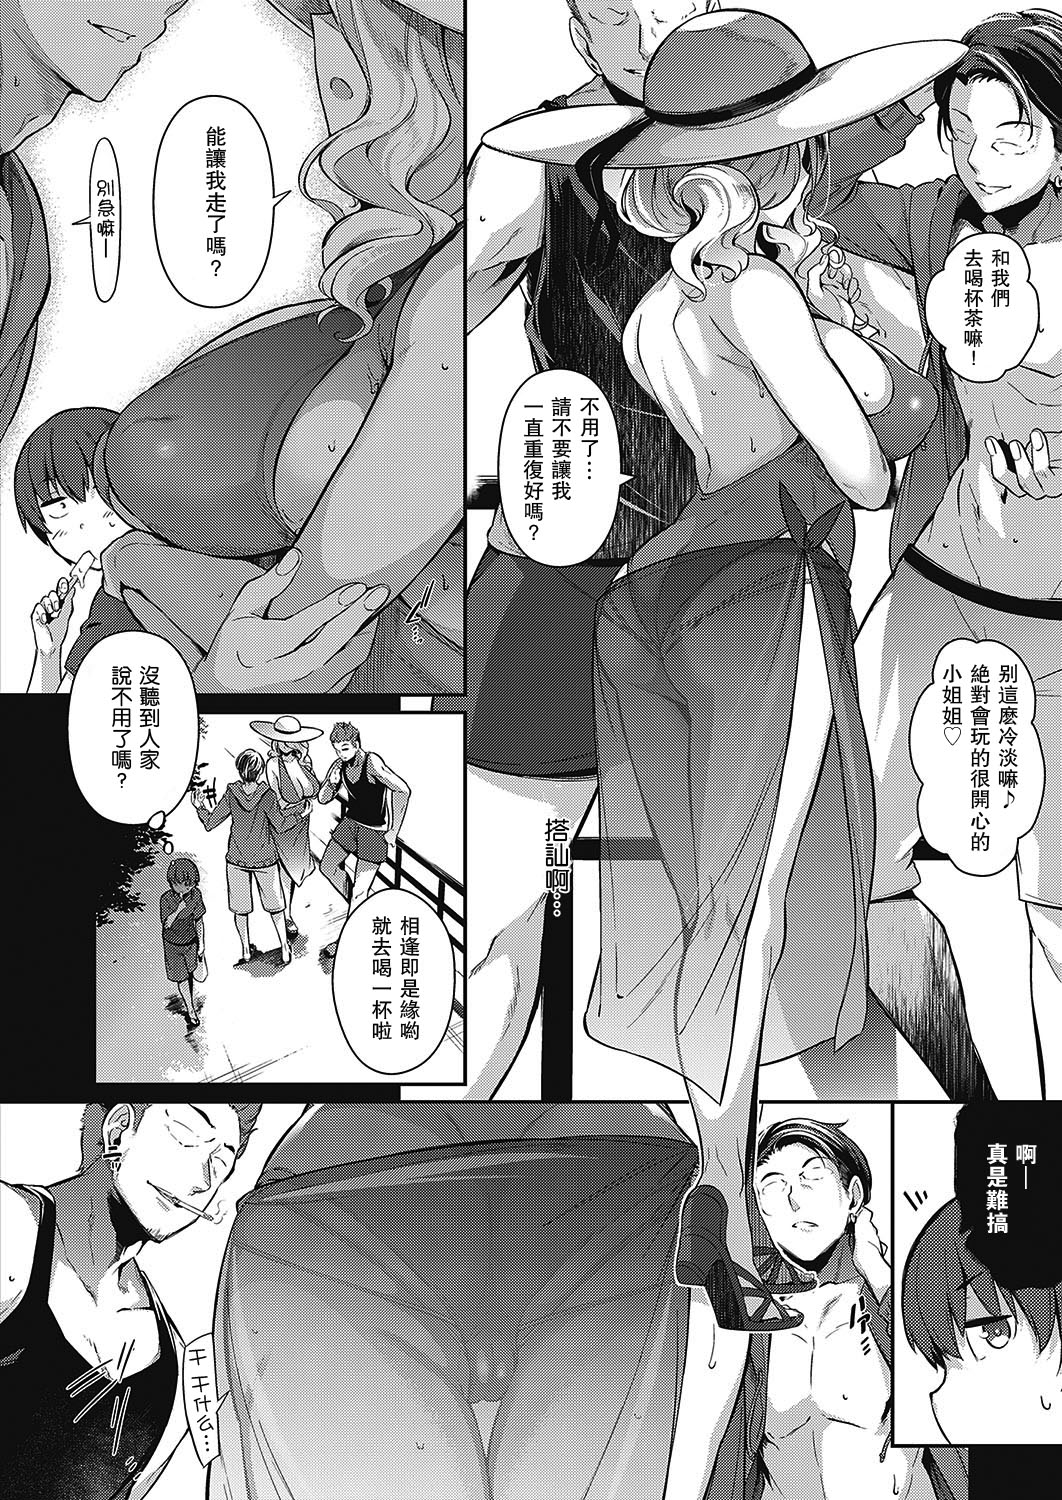 和我們
去喝杯茶嘛！
不用了…
請不要讓我
一直重復好嗎？
别這麽冷淡嘛♪
絕對會玩的很開心的
小姐姐♡
搭訕啊…
能讓我走了嗎？
別急嘛—
沒聽到人家
說不用了嗎？
相逢即是緣喲
就去喝一杯啦
啊—
真是難搞
干 干什么…